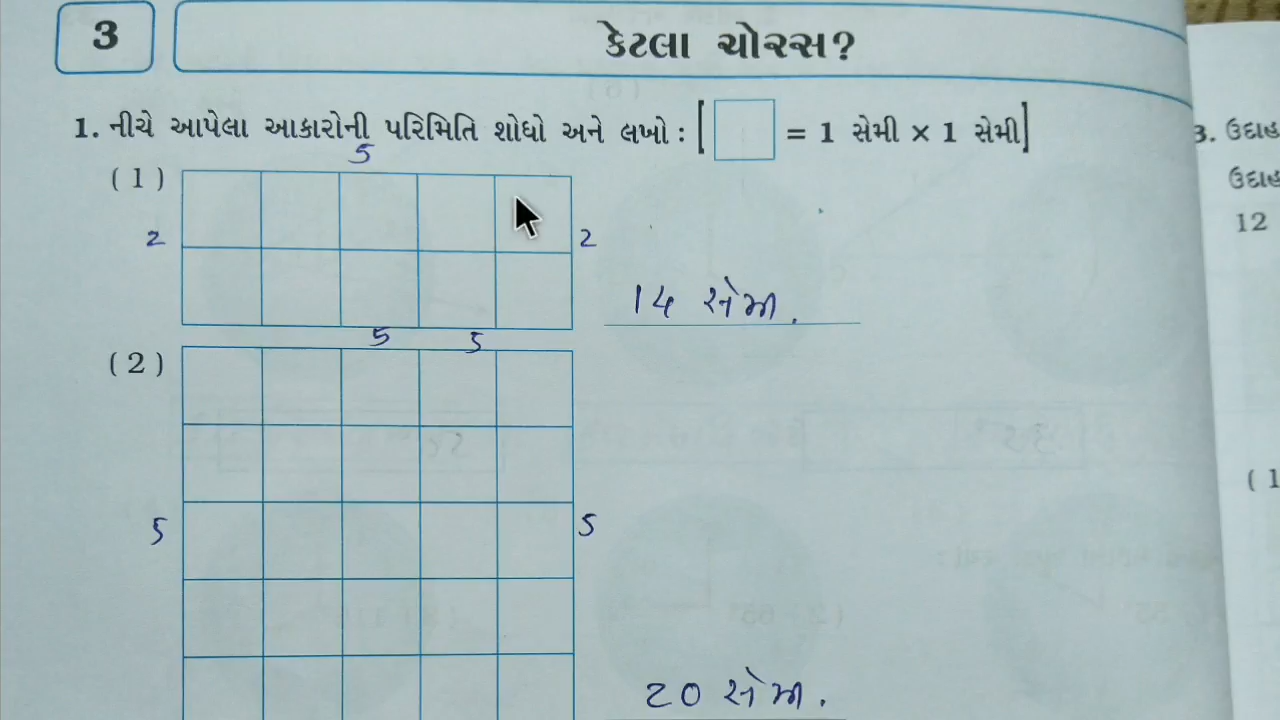 3
કેટલા ચોરસ?
1. નીચે આપેલા આકારોની પરિમિતિ શોધો અને લખો : [ = 1 સેમી × 1 સેમી]
5
(1)
2
2
14 સેમી.
5
5
(2)
5
5
20 સેમી.
3. ઉદાહ
ઉદાહ
12
(1